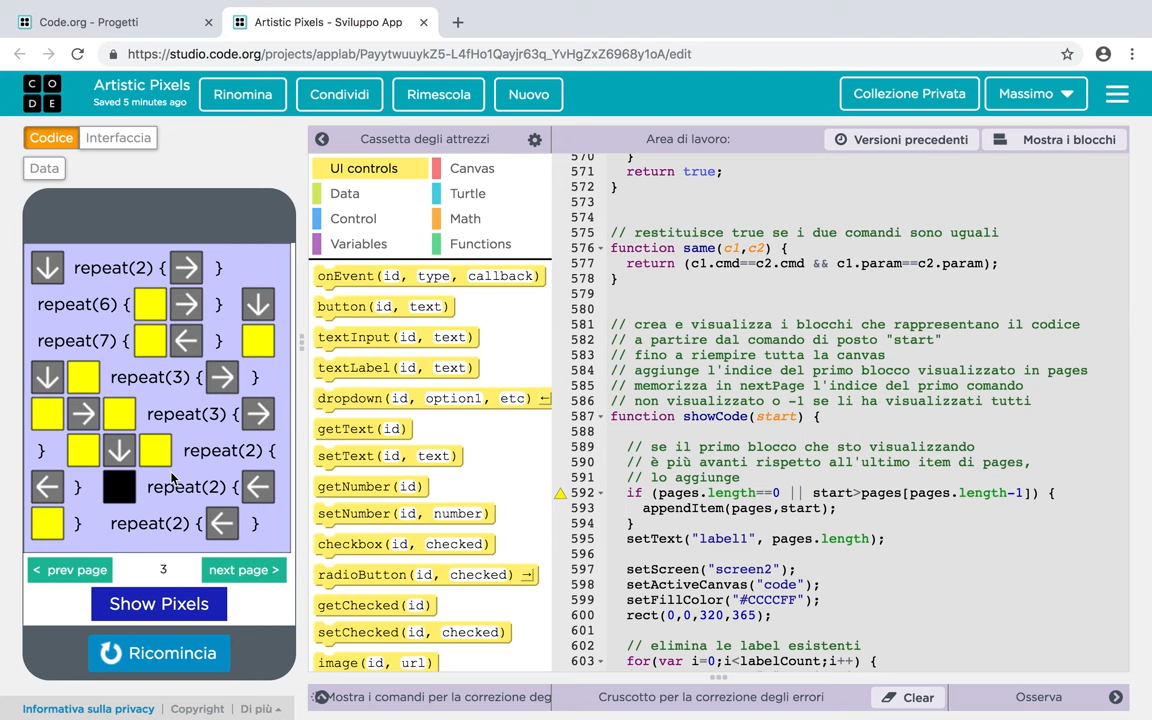 Code.org - Progetti
Artistic Pixels - Sviluppo App
https://studio.code.org/projects/applab/PayytwuuykZ5-L4fHo1Qayjr63q_YvHgZxZ6968y1oA/edit
C O
D E
Artistic Pixels
Saved 5 minutes ago
Rinomina
Condividi
Rimescola
Nuovo
Collezione Privata
Massimo
Codice
Interfaccia
Data
Cassetta degli attrezzi
Area di lavoro:
Versioni precedenti
Mostra i blocchi
repeat(2) { }
repeat(6) { }
repeat(7) { }
repeat(3) { }
repeat(3) {
} repeat(2) {
} repeat(2) {
} repeat(2) { }
< prev page
3
next page >
Show Pixels
Ricomincia
UI controls
Canvas
Data
Turtle
Control
Math
Variables
Functions
onEvent(id, type, callback)
button(id, text)
textInput(id, text)
textLabel(id, text)
dropdown(id, option1, etc)
getText(id)
setText(id, text)
getNumber(id)
setNumber(id, number)
checkbox(id, checked)
radioButton(id, checked)
getChecked(id)
setChecked(id, checked)
image(id, url)
570 }
571 return true;
572 }
573
574
575 // restituisce true se i due comandi sono uguali
576 function same(c1,c2) {
577 return (c1.cmd==c2.cmd && c1.param==c2.param);
578 }
579
580
581 // crea e visualizza i blocchi che rappresentano il codice
582 // a partire dal comando di posto "start"
583 // fino a riempire tutta la canvas
584 // aggiunge l'indice del primo blocco visualizzato in pages
585 // memorizza in nextPage l'indice del primo comando
586 // non visualizzato o -1 se li ha visualizzati tutti
587 function showCode(start) {
588
589 // se il primo blocco che sto visualizzando
590 // è più avanti rispetto all'ultimo item di pages,
591 // lo aggiunge
592 if (pages.length==0 || start>pages[pages.length-1]) {
593 appendItem(pages,start);
594 }
595 setText("label1", pages.length);
596
597 setScreen("screen2");
598 setActiveCanvas("code");
599 setFillColor("#CCCCFF");
600 rect(0,0,320,365);
601
602 // elimina le label esistenti
603 for(var i=0;i<labelCount;i++) {
Informativa sulla privacy | Copyright | Di più
Mostra i comandi per la correzione deg
Cruscotto per la correzione degli errori
Clear
Osserva